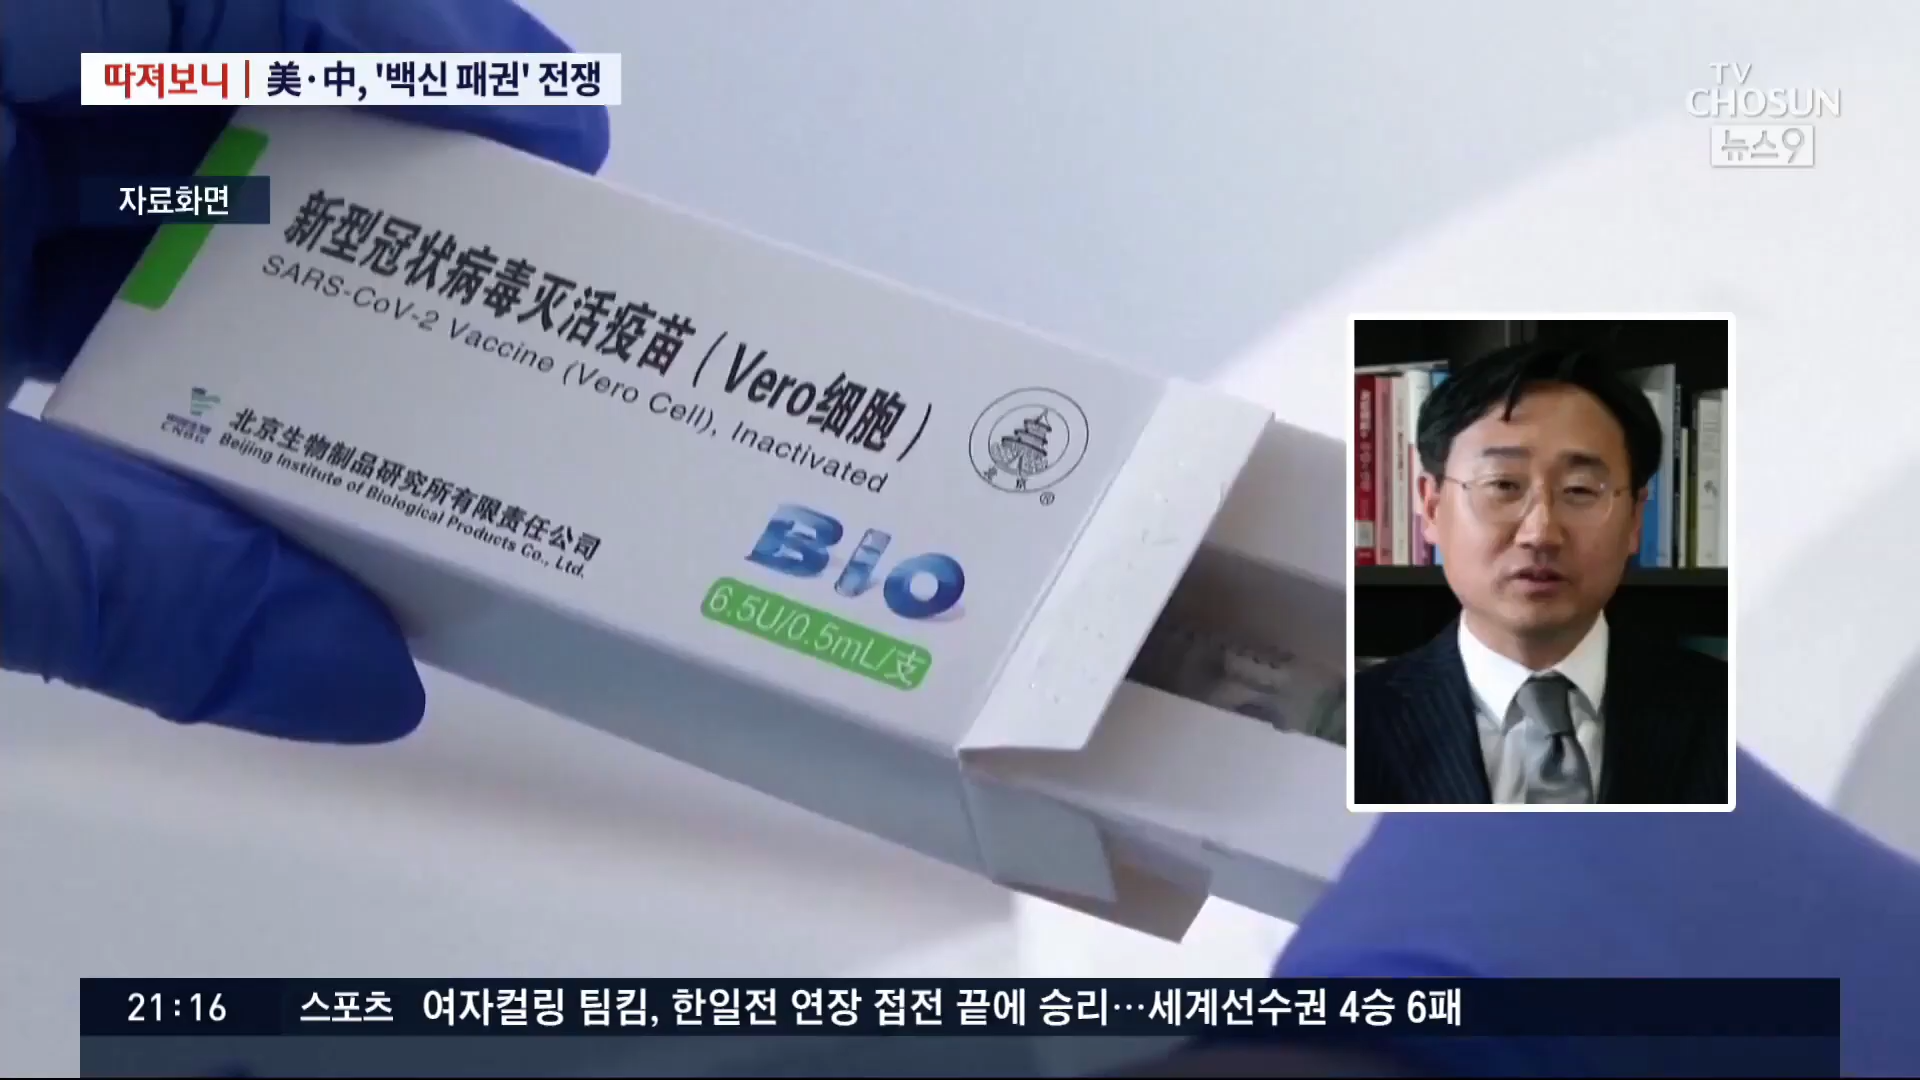 따져보니 | 美·中, '백신 패권' 전쟁
TV
CHOSUN
뉴스9
자료화면
新型冠状病毒灭活疫苗（Vero细胞）
SARS-CoV-2 Vaccine (Vero Cell), Inactivated
CNBG
北京生物制品研究所有限责任公司
Beijing Institute of Biological Products Co., Ltd.
北京
®
BIO
6.5U/0.5mL/支
21:16 스포츠 여자컬링 팀킴, 한일전 연장 접전 끝에 승리…세계선수권 4승 6패